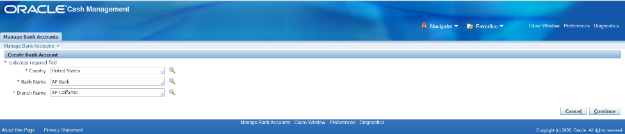 ORACLE Cash Management
Navigator Favorites Close Window Preferences Diagnostics
Manage Bank Accounts
Manage Bank Accounts >
Create Bank Account
* Indicates required field
* Country United States
* Bank Name AP Bank
* Branch Name AP California
Cancel Continue
Manage Bank Accounts Close Window Preferences Diagnostics
About this Page Privacy Statement Copyright (c) 2006, Oracle. All rights reserved.